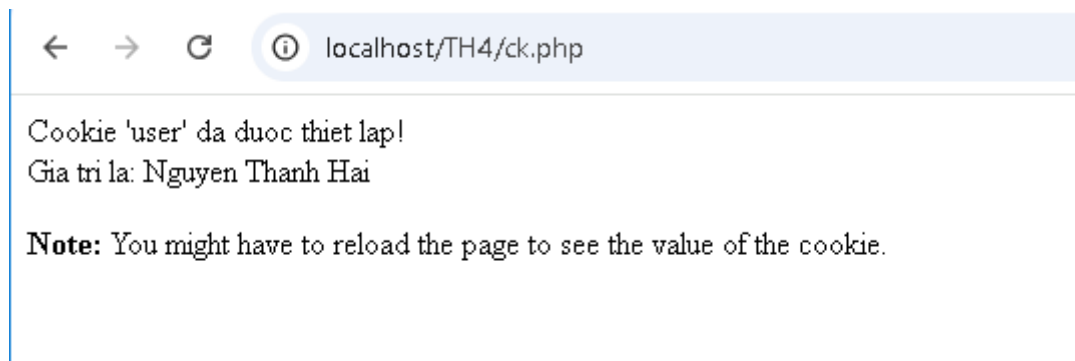 localhost/TH4/ck.php
Cookie 'user' da duoc thiet lap!
Gia tri la: Nguyen Thanh Hai
Note: You might have to reload the page to see the value of the cookie.